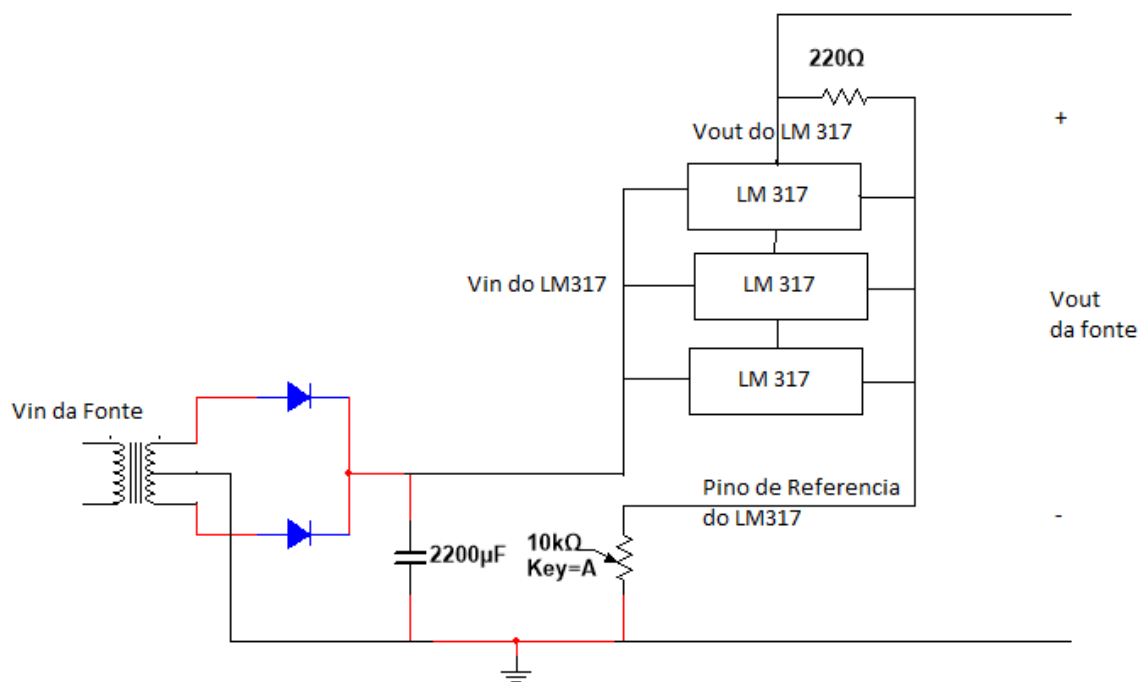 220Ω
Vout do LM 317
+
LM 317
Vin do LM317
LM 317
Vout
da fonte
LM 317
Vin da Fonte
Pino de Referencia
do LM317
-
2200µF
10kΩ
Key=A